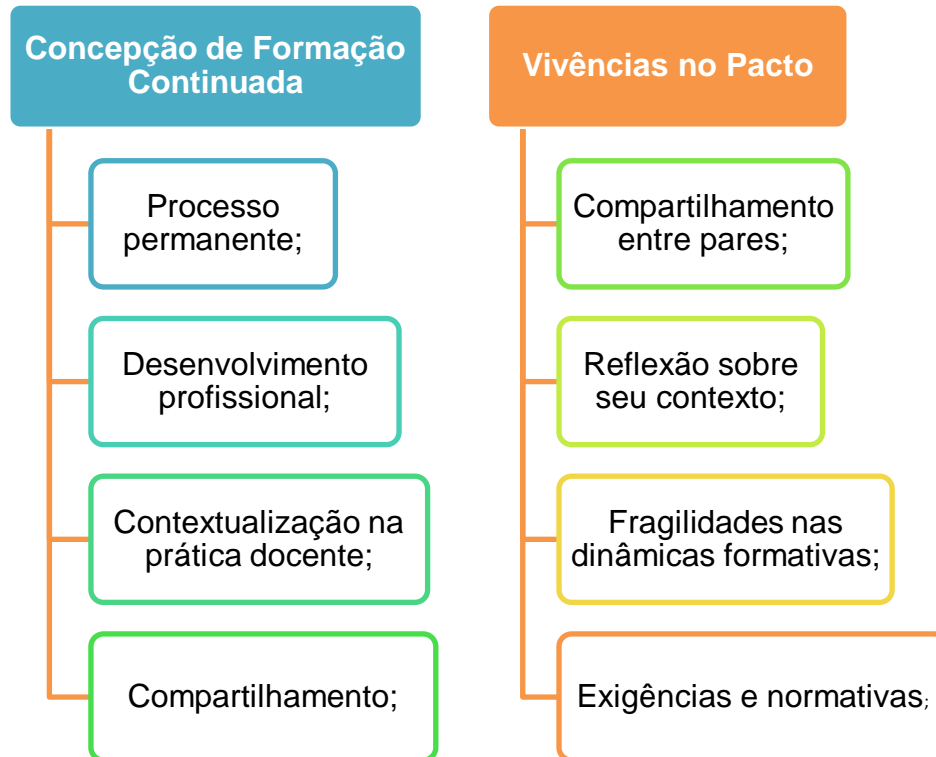 Concepção de Formação
Continuada
Processo
permanente;
Desenvolvimento
profissional;
Contextualização na
prática docente;
Compartilhamento;
Vivências no Pacto
Compartilhamento
entre pares;
Reflexão sobre
seu contexto;
Fragilidades nas
dinâmicas formativas;
Exigências e normativas;